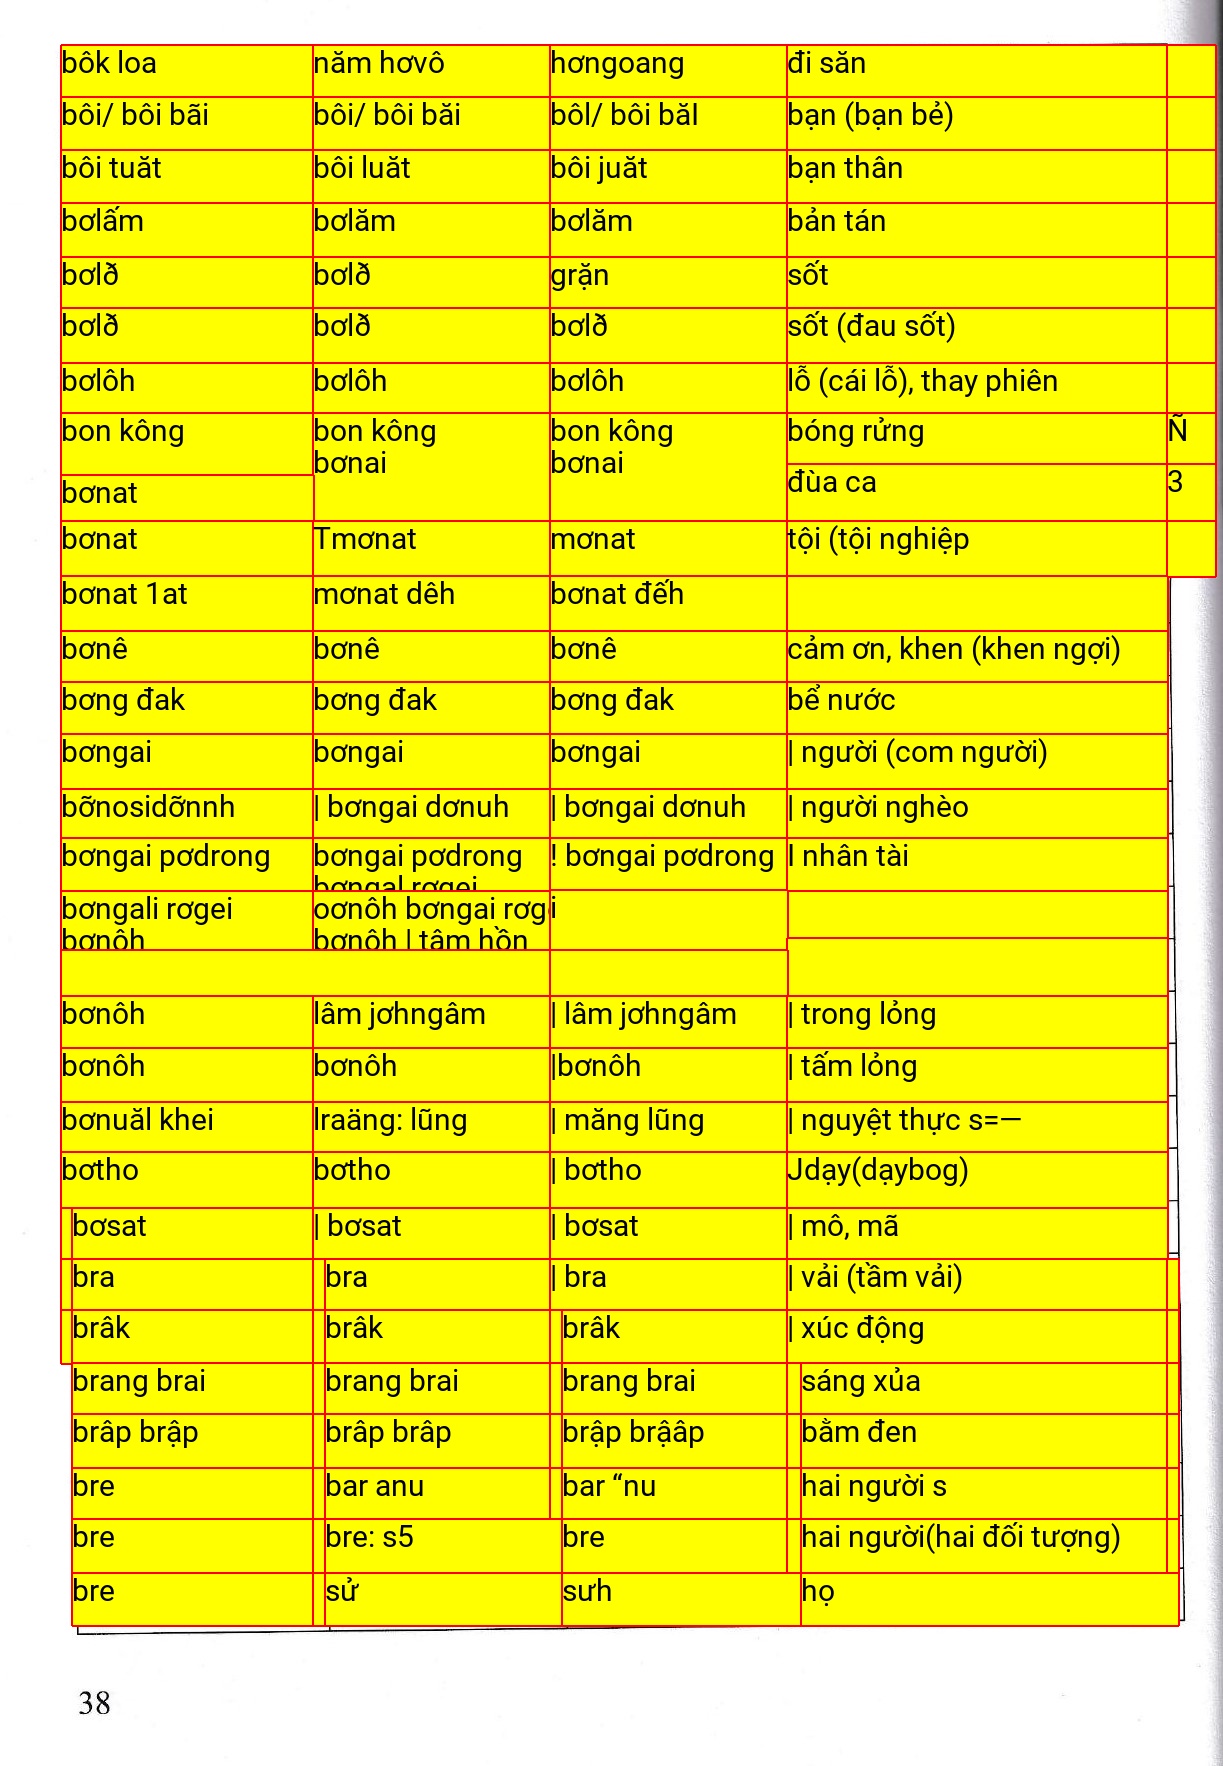 bôk loa năm hơvô hơngoang đi săn
bôi/ bôi bãi bôi/ bôi băi bôl/ bôi băl bạn (bạn bẻ)
bôi tuăt bôi luăt bôi juăt bạn thân
bơlấm bơlăm bơlăm bản tán
bơlð bơlð grặn sốt
bơlð bơlð bơlð sốt (đau sốt)
bơlôh bơlôh bơlôh lỗ (cái lỗ), thay phiên
bon kông bon kông bon kông bóng rửng Ñ
bơnai bơnai
bơnat đùa ca 3
bơnat Tmơnat mơnat tội (tội nghiệp
bơnat 1at mơnat dêh bơnat đếh
bơnê bơnê bơnê cảm ơn, khen (khen ngợi)
bơng đak bơng đak bơng đak bể nước
bơngai bơngai bơngai | người (com người)
bỡnosidỡnnh | bơngai dơnuh | bơngai dơnuh | người nghèo
bơngai pơdrong bơngai pơdrong ! bơngai pơdrong I nhân tài
bơngal rơgei
bơngali rơgei oơnôh bơngai rơgei
bơnôh bơnôh | tâm hồn
bơnôh lâm jơhngâm | lâm jơhngâm | trong lỏng
bơnôh bơnôh |bơnôh | tấm lỏng
bơnuăl khei lraäng: lũng | măng lũng | nguyệt thực s=—
bơtho bơtho | bơtho Jdạy(dạybog)
bơsat | bơsat | bơsat | mô, mã
bra bra | bra | vải (tầm vải)
brâk brâk brâk | xúc động
brang brai brang brai brang brai sáng xủa
brâp brập brâp brâp brập brậâp bằm đen
bre bar anu bar “nu hai người s
bre bre: s5 bre hai người(hai đối tượng)
bre sử sưh họ
38